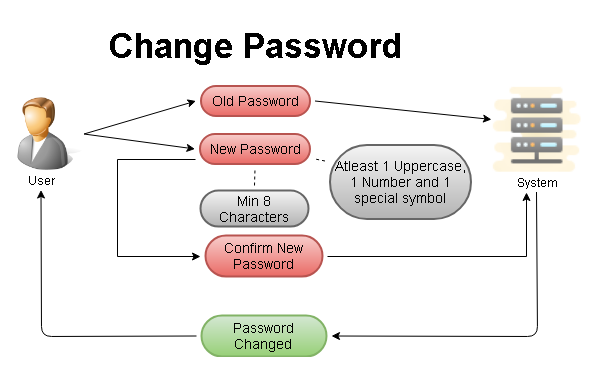 Change Password
Old Password
New Password
Atleast 1 Uppercase,
1 Number and 1
special symbol
User
System
Min 8
Characters
Confirm New
Password
Password
Changed